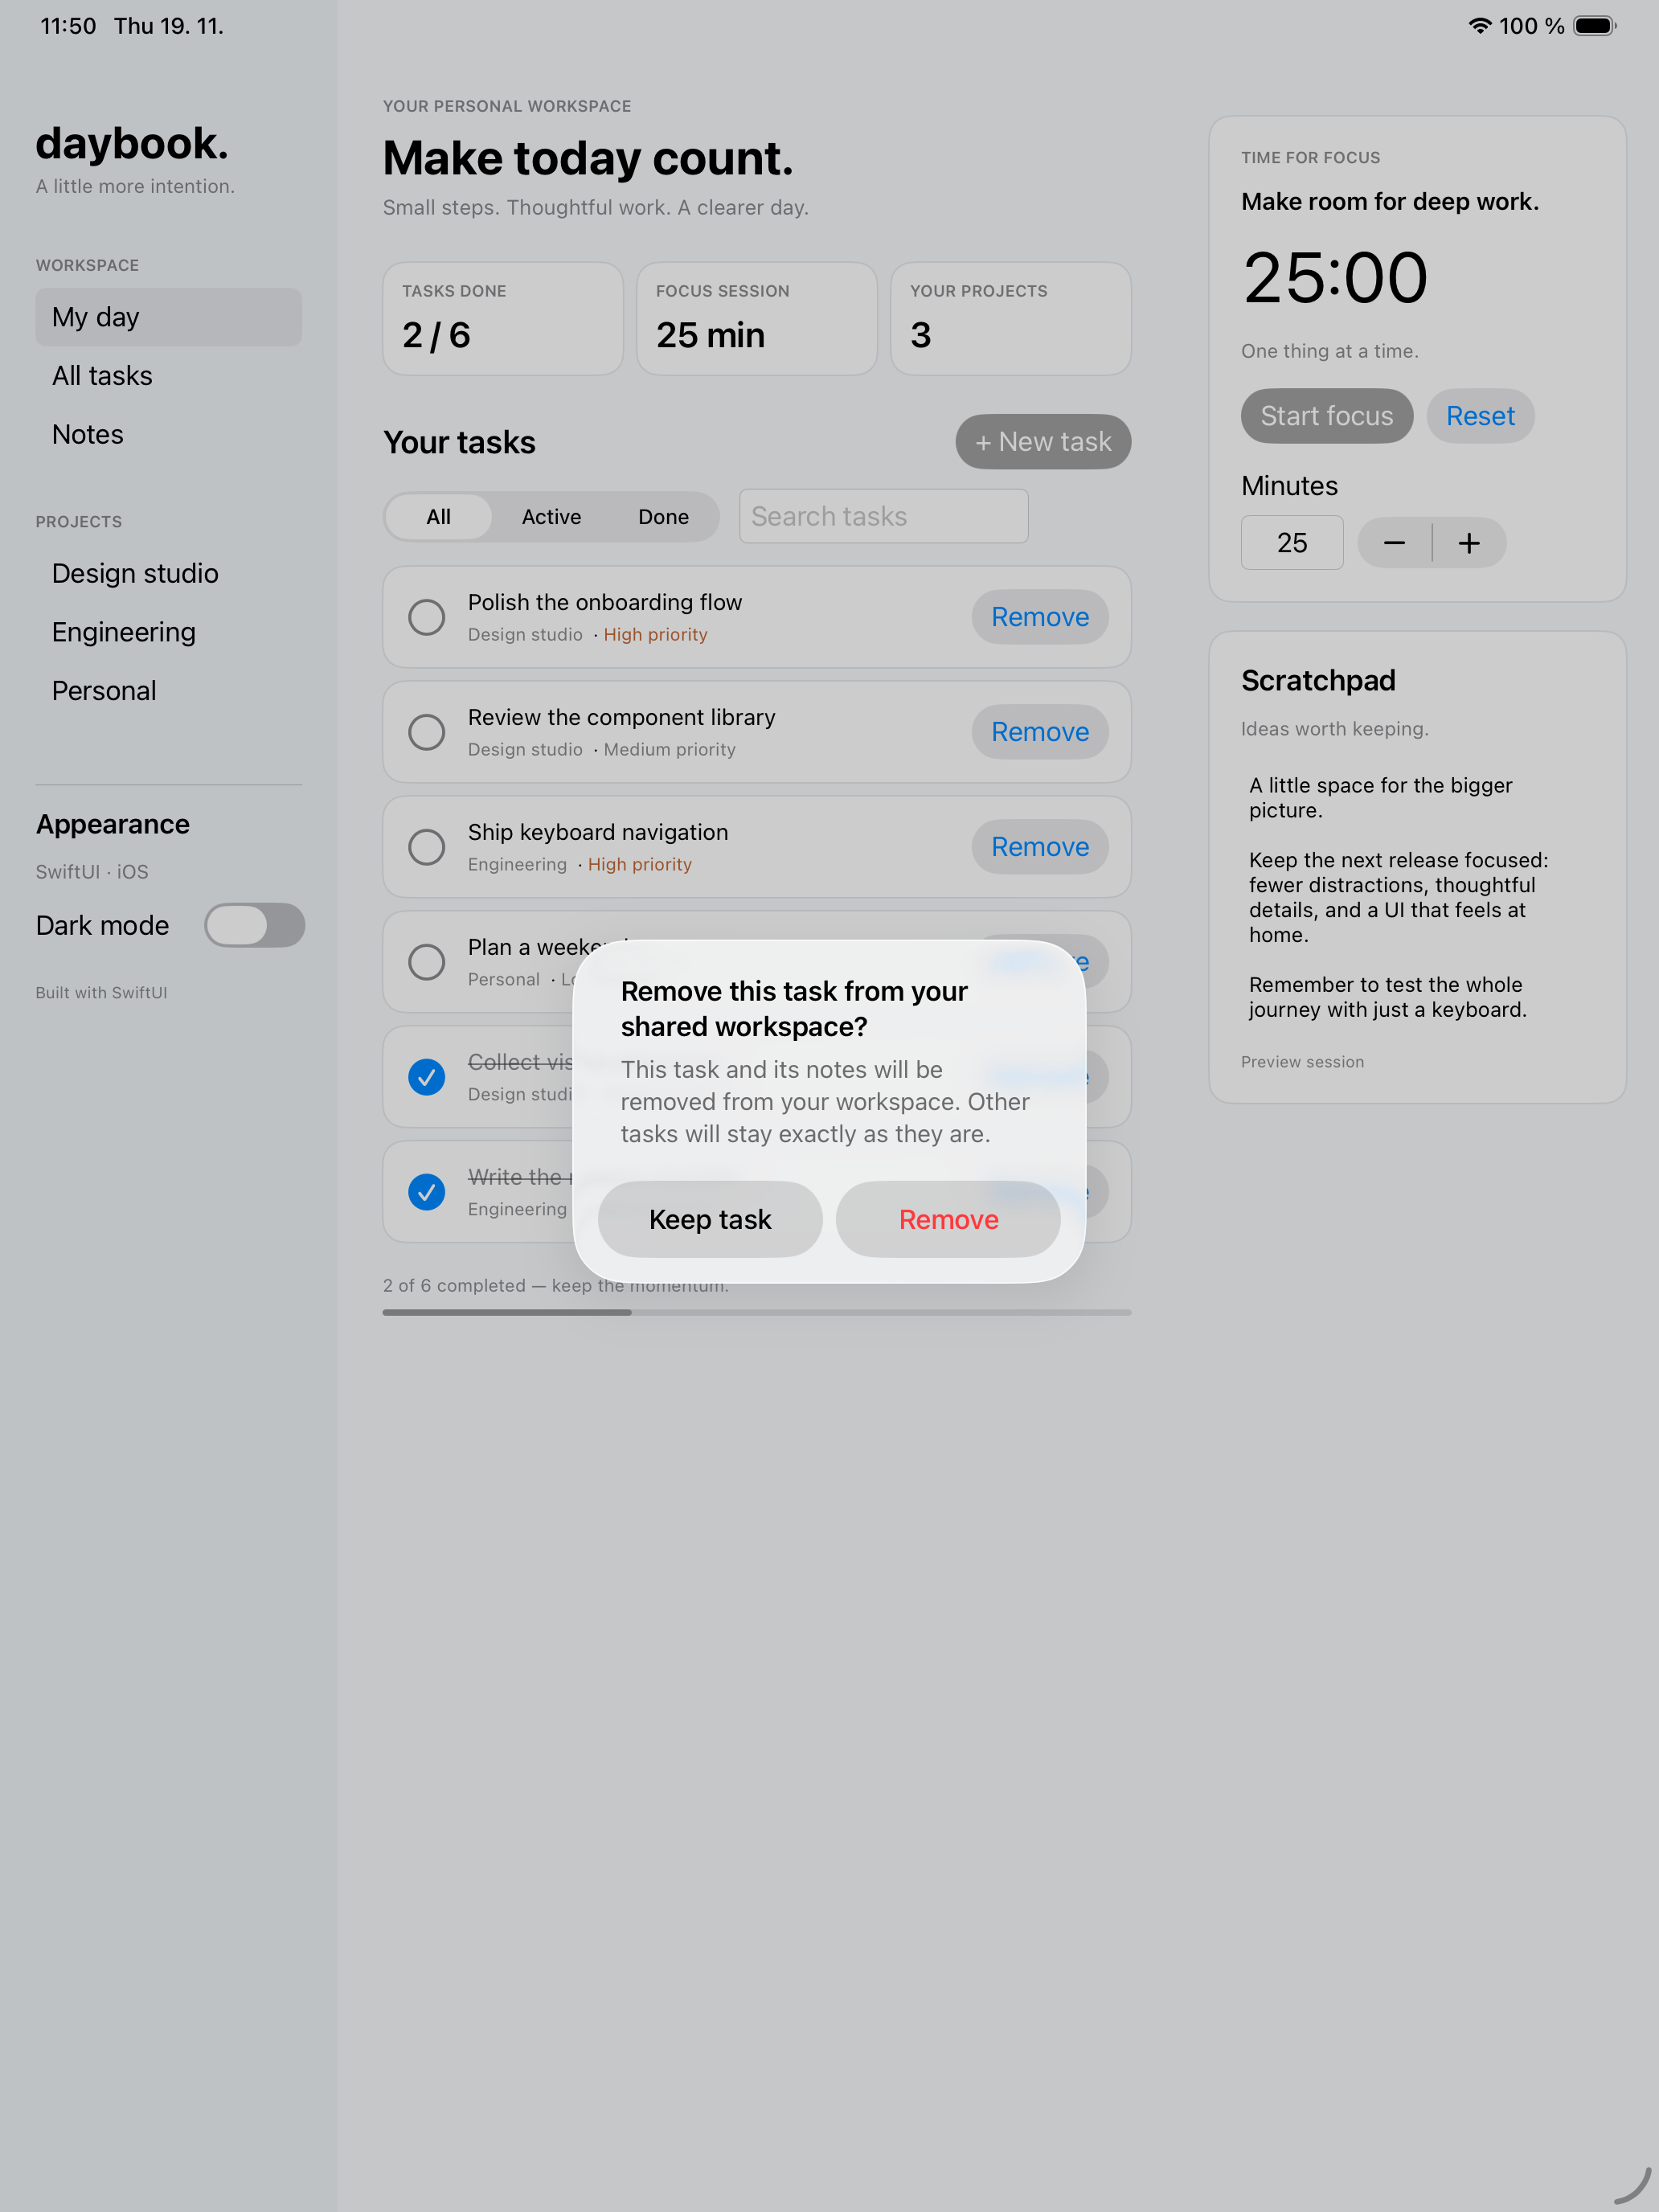 11:50 Thu 19. 11.
100 %
daybook.
A little more intention.
WORKSPACE
My day
All tasks
Notes
PROJECTS
Design studio
Engineering
Personal
Appearance
SwiftUI · iOS
Dark mode
Built with SwiftUI
YOUR PERSONAL WORKSPACE
Make today count.
Small steps. Thoughtful work. A clearer day.
TASKS DONE
2 / 6
FOCUS SESSION
25 min
YOUR PROJECTS
3
Your tasks
+ New task
All
Active
Done
Search tasks
Polish the onboarding flow
Design studio · High priority
Remove
Review the component library
Design studio · Medium priority
Remove
Ship keyboard navigation
Engineering · High priority
Remove
Plan a
Personal ·
Collect
Design
Write the
Engineering
Remove this task from your
shared workspace?
This task and its notes will be
removed from your workspace. Other
tasks will stay exactly as they are.
Keep task
Remove
2 of 6 completed — keep the momentum.
TIME FOR FOCUS
Make room for deep work.
25:00
One thing at a time.
Start focus
Reset
Minutes
25
Scratchpad
Ideas worth keeping.
A little space for the bigger
picture.
Keep the next release focused:
fewer distractions, thoughtful
details, and a UI that feels at
home.
Remember to test the whole
journey with just a keyboard.
Preview session